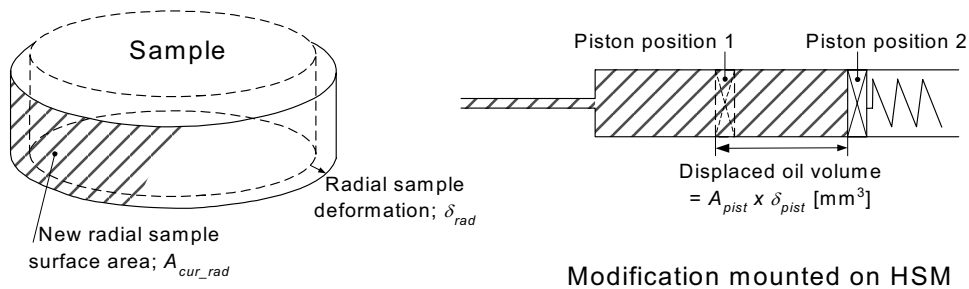 Sample
Radial sample
deformation; δrad
New radial sample
surface area; Acur_rad
Piston position 1
Piston position 2
Displaced oil volume
= Apist x δpist [mm³]
Modification mounted on HSM